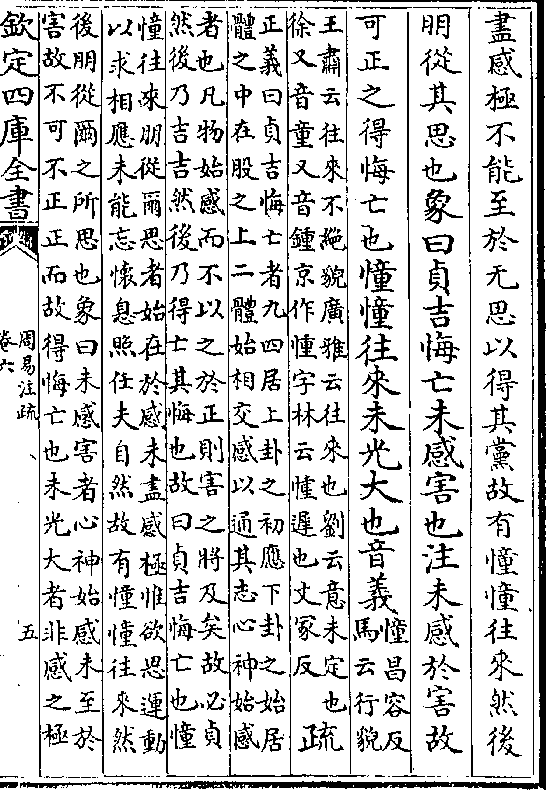 盡感極不能至於无思以得其黨故有憧憧往來然後
朋從其思也象曰貞吉悔亡未感害也注未感於害故
可正之得悔亡也憧憧往來未光大也音義
憧昌容反
馬云行貌
王肅云往來不絶貌廣雅云往來也劉云意未定也
徐又音童又音鍾京作憧字林云憧遲也丈冢反
疏
正義曰貞吉悔亡者九四居上卦之初應下卦之始居
體之中在股之上二體始相交感以通其志心神始感
者也凡物始感而不以之於正則害之將及矣故必貞
然後乃吉吉然後乃得亡其悔也故曰貞吉悔亡也憧
憧往來朋從爾思者始在於感未盡感極惟欲思運動
以求相應未能忘懷息照任夫自然故有憧憧往來然
後朋從爾之所思也象曰未感害者心神始感未至於
害故不可不正正而故得悔亡也未光大者非感之極
欽定四庫全書
周易注疏
卷六
五